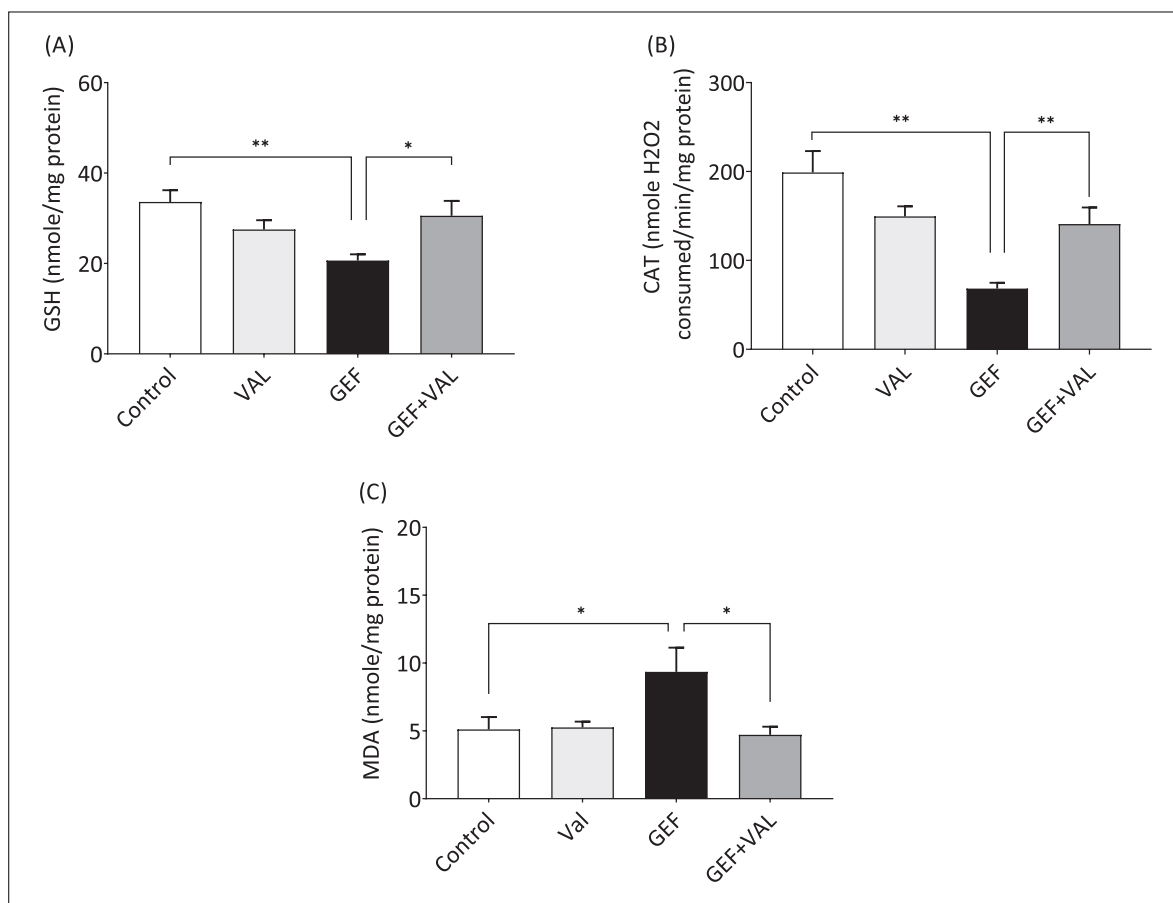 (A)
GSH (nmole/mg protein)
60
40
20
0
**
*
Control
VAL
GEF
GEF+VAL
(B)
CAT (nmole H2O2
consumed/min/mg protein)
300
200
100
0
**
**
Control
VAL
GEF
GEF+VAL
(C)
MDA (nmole/mg protein)
20
15
10
5
0
*
*
Control
Val
GEF
GEF+VAL